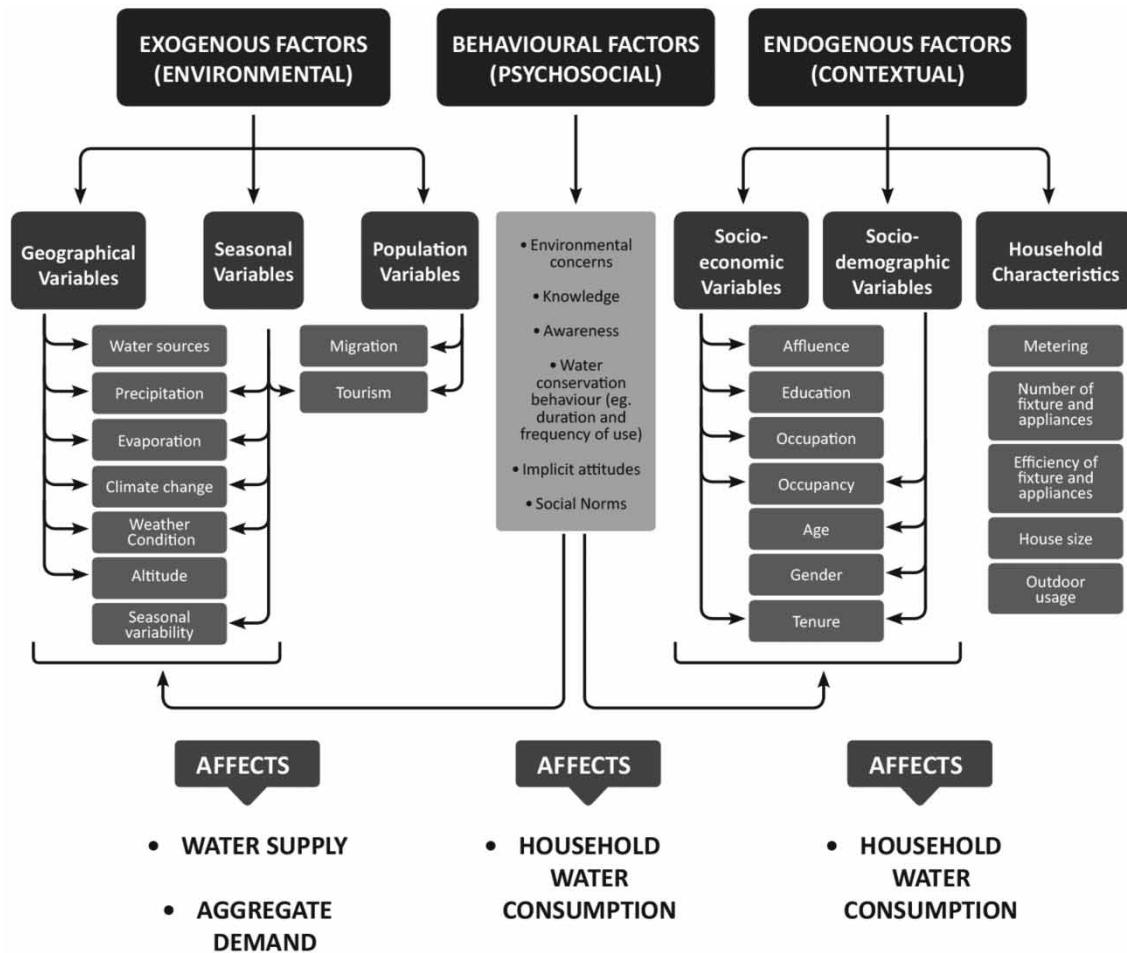 EXOGENOUS FACTORS
(ENVIRONMENTAL)
BEHAVIOURAL FACTORS
(PSYCHOSOCIAL)
ENDOGENOUS FACTORS
(CONTEXTUAL)
Geographical
Variables
Seasonal
Variables
Population
Variables
• Environmental
concerns
• Knowledge
• Awareness
• Water
conservation
behaviour (eg.
duration and
frequency of use)
• Implicit attitudes
• Social Norms
Socio-
economic
Variables
Socio-
demographic
Variables
Household
Characteristics
Water sources
Precipitation
Evaporation
Climate change
Weather
Condition
Altitude
Seasonal
variability
Migration
Tourism
Affluence
Education
Occupation
Occupancy
Age
Gender
Tenure
Metering
Number of
fixture and
appliances
Efficiency of
fixture and
appliances
House size
Outdoor
usage
AFFECTS
• WATER SUPPLY
• AGGREGATE
DEMAND
AFFECTS
• HOUSEHOLD
WATER
CONSUMPTION
AFFECTS
• HOUSEHOLD
WATER
CONSUMPTION